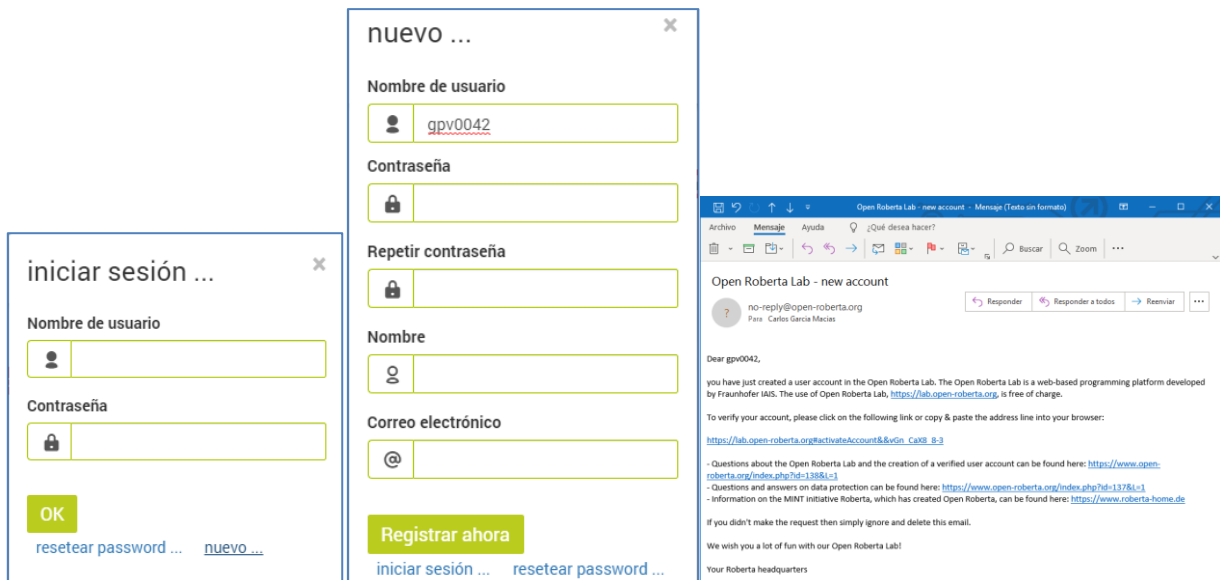 iniciar sesión ...
Nombre de usuario
Contraseña
OK
resetear password ... nuevo ...
nuevo ...
Nombre de usuario
gpv0042
Contraseña
Repetir contraseña
Nombre
Correo electrónico
@
Registrar ahora
iniciar sesión ... resetear password ...
Open Roberta Lab - new account - Mensaje (Texto sin formato)
Archivo Mensaje Ayuda ¿Qué desea hacer?
Buscar Zoom ...
Open Roberta Lab - new account
? no-reply@open-roberta.org
Para Carlos Garcia Macias
Responder Responder a todos Reenviar ...
Dear gpv0042,
you have just created a user account in the Open Roberta Lab. The Open Roberta Lab is a web-based programming platform developed
by Fraunhofer IAIS. The use of Open Roberta Lab, https://lab.open-roberta.org, is free of charge.
To verify your account, please click on the following link or copy & paste the address line into your browser:
https://lab.open-roberta.org#activateAccount&&vGn_CaX8_8-3
- Questions about the Open Roberta Lab and the creation of a verified user account can be found here: https://www.open-
roberta.org/index.php?id=138&L=1
- Questions and answers on data protection can be found here: https://www.open-roberta.org/index.php?id=137&L=1
- Information on the MINT initiative Roberta, which has created Open Roberta, can be found here: https://www.roberta-home.de
If you didn't make the request then simply ignore and delete this email.
We wish you a lot of fun with our Open Roberta Lab!
Your Roberta headquarters